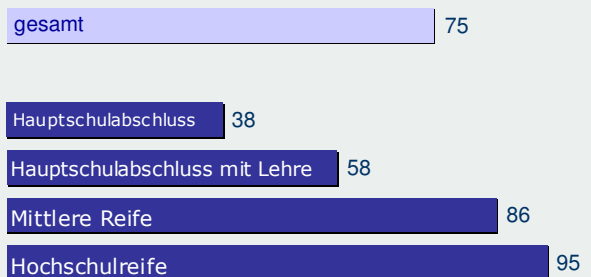 gesamt 75
Hauptschulabschluss 38
Hauptschulabschluss mit Lehre 58
Mittlere Reife 86
Hochschulreife 95